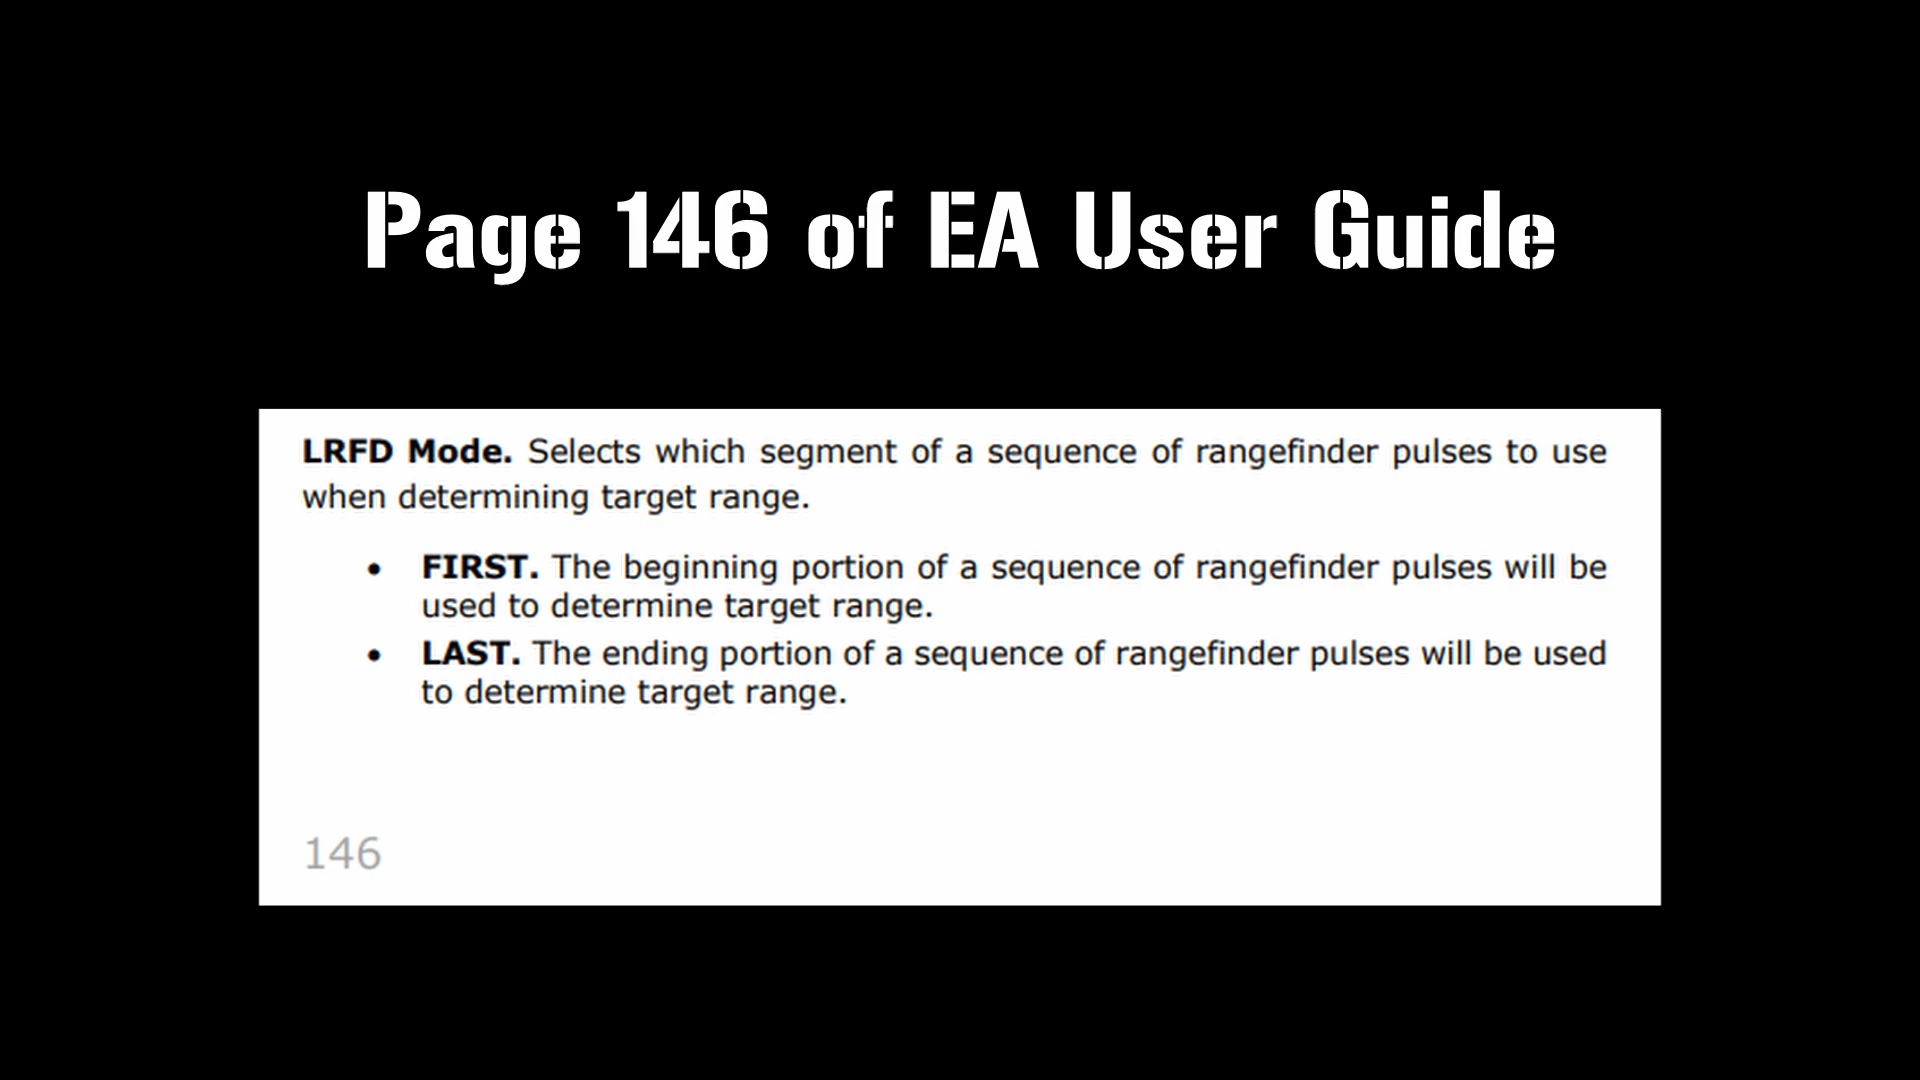 Page 146 of EA User Guide
LRFD Mode. Selects which segment of a sequence of rangefinder pulses to use
when determining target range.
• FIRST. The beginning portion of a sequence of rangefinder pulses will be
used to determine target range.
• LAST. The ending portion of a sequence of rangefinder pulses will be used
to determine target range.
146